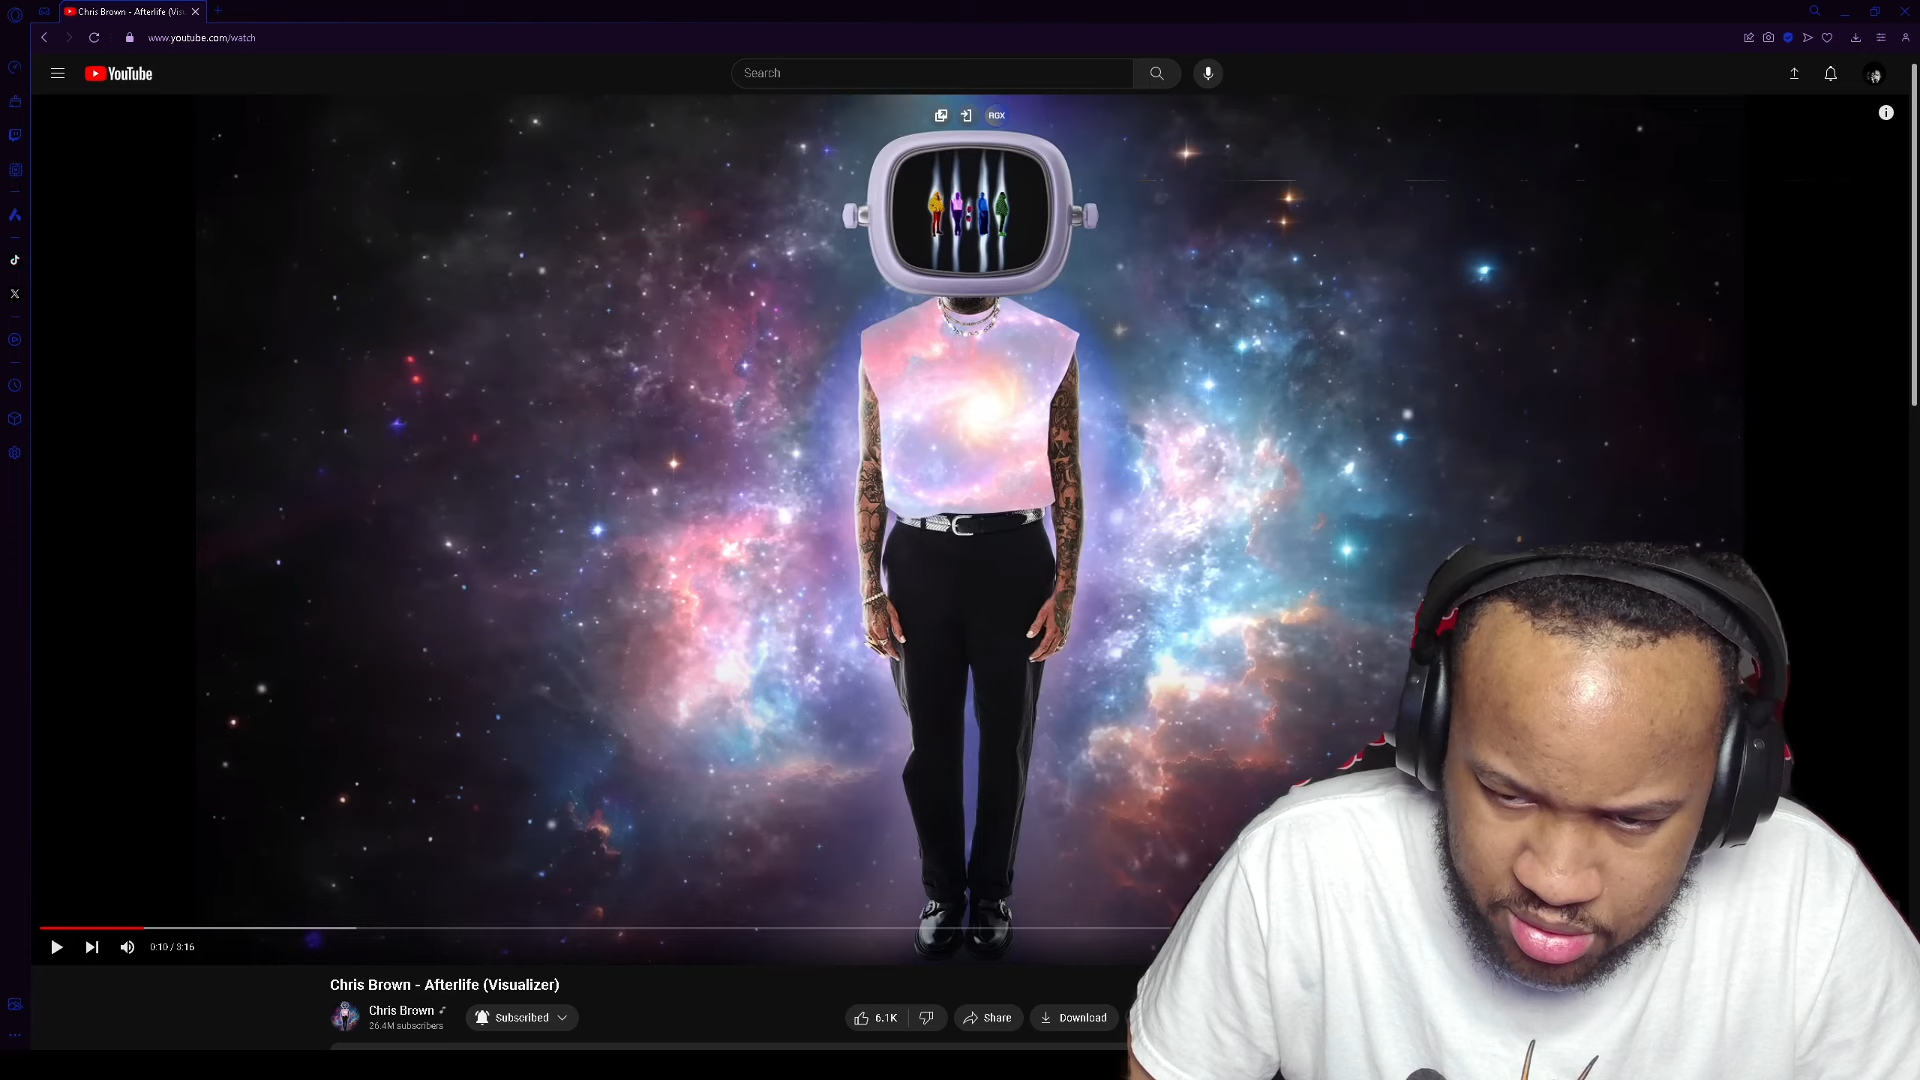 Chris Brown - Afterlife (Vis
www.youtube.com/watch
YouTube
Search
RGX
0:10 / 3:16
Chris Brown - Afterlife (Visualizer)
Chris Brown
26.4M subscribers
Subscribed
6.1K
Share
Download